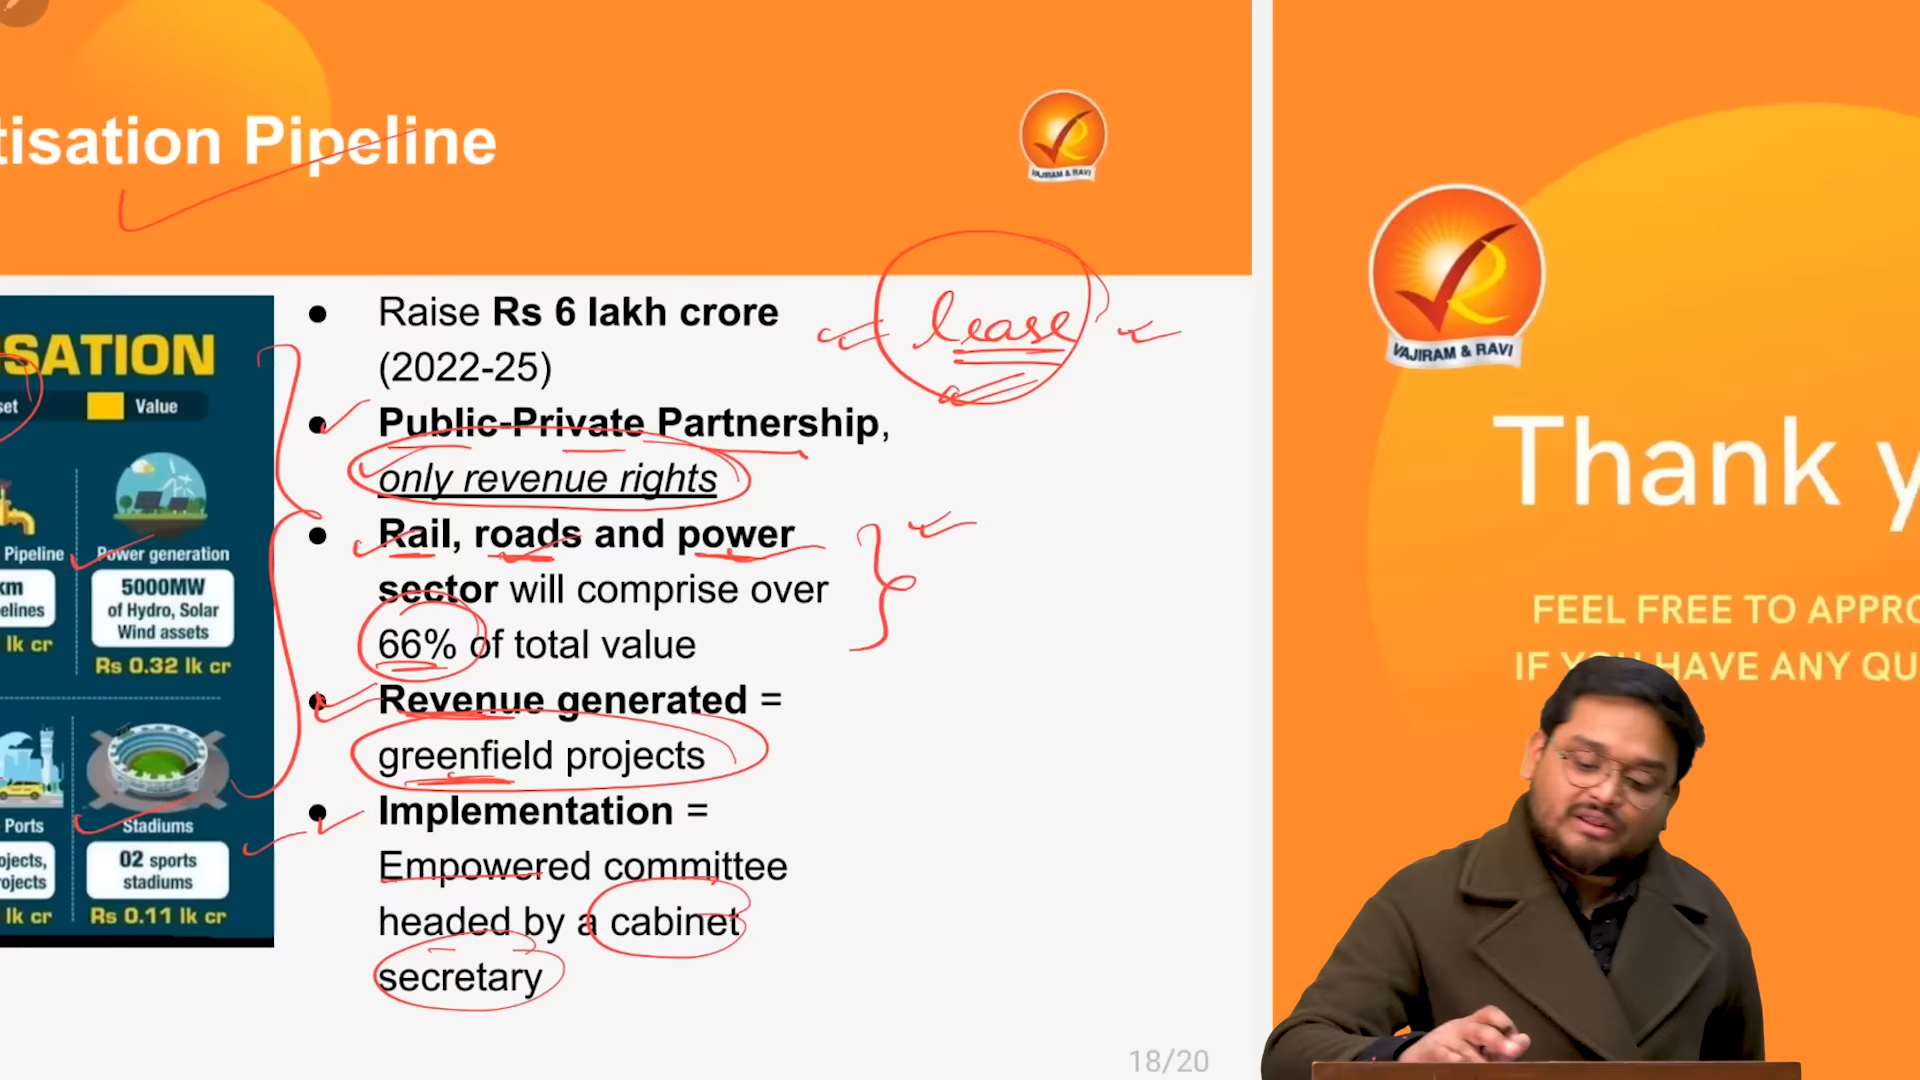 tisation Pipeline
VAJIRAM & RAVI
SATION
set
Value
Pipeline
km
elines
lk cr
Power generation
5000MW
of Hydro, Solar
Wind assets
Rs 0.32 lk cr
Ports
ojects,
ojects
lk cr
Stadiums
02 sports
stadiums
Rs 0.11 lk cr
● Raise Rs 6 lakh crore
(2022-25)
lease
● Public-Private Partnership,
only revenue rights
● Rail, roads and power
sector will comprise over
66% of total value
● Revenue generated =
greenfield projects
● Implementation =
Empowered committee
headed by a cabinet
secretary
18/20
VAJIRAM & RAVI
Thank y
FEEL FREE TO APPRO
IF YOU HAVE ANY QU